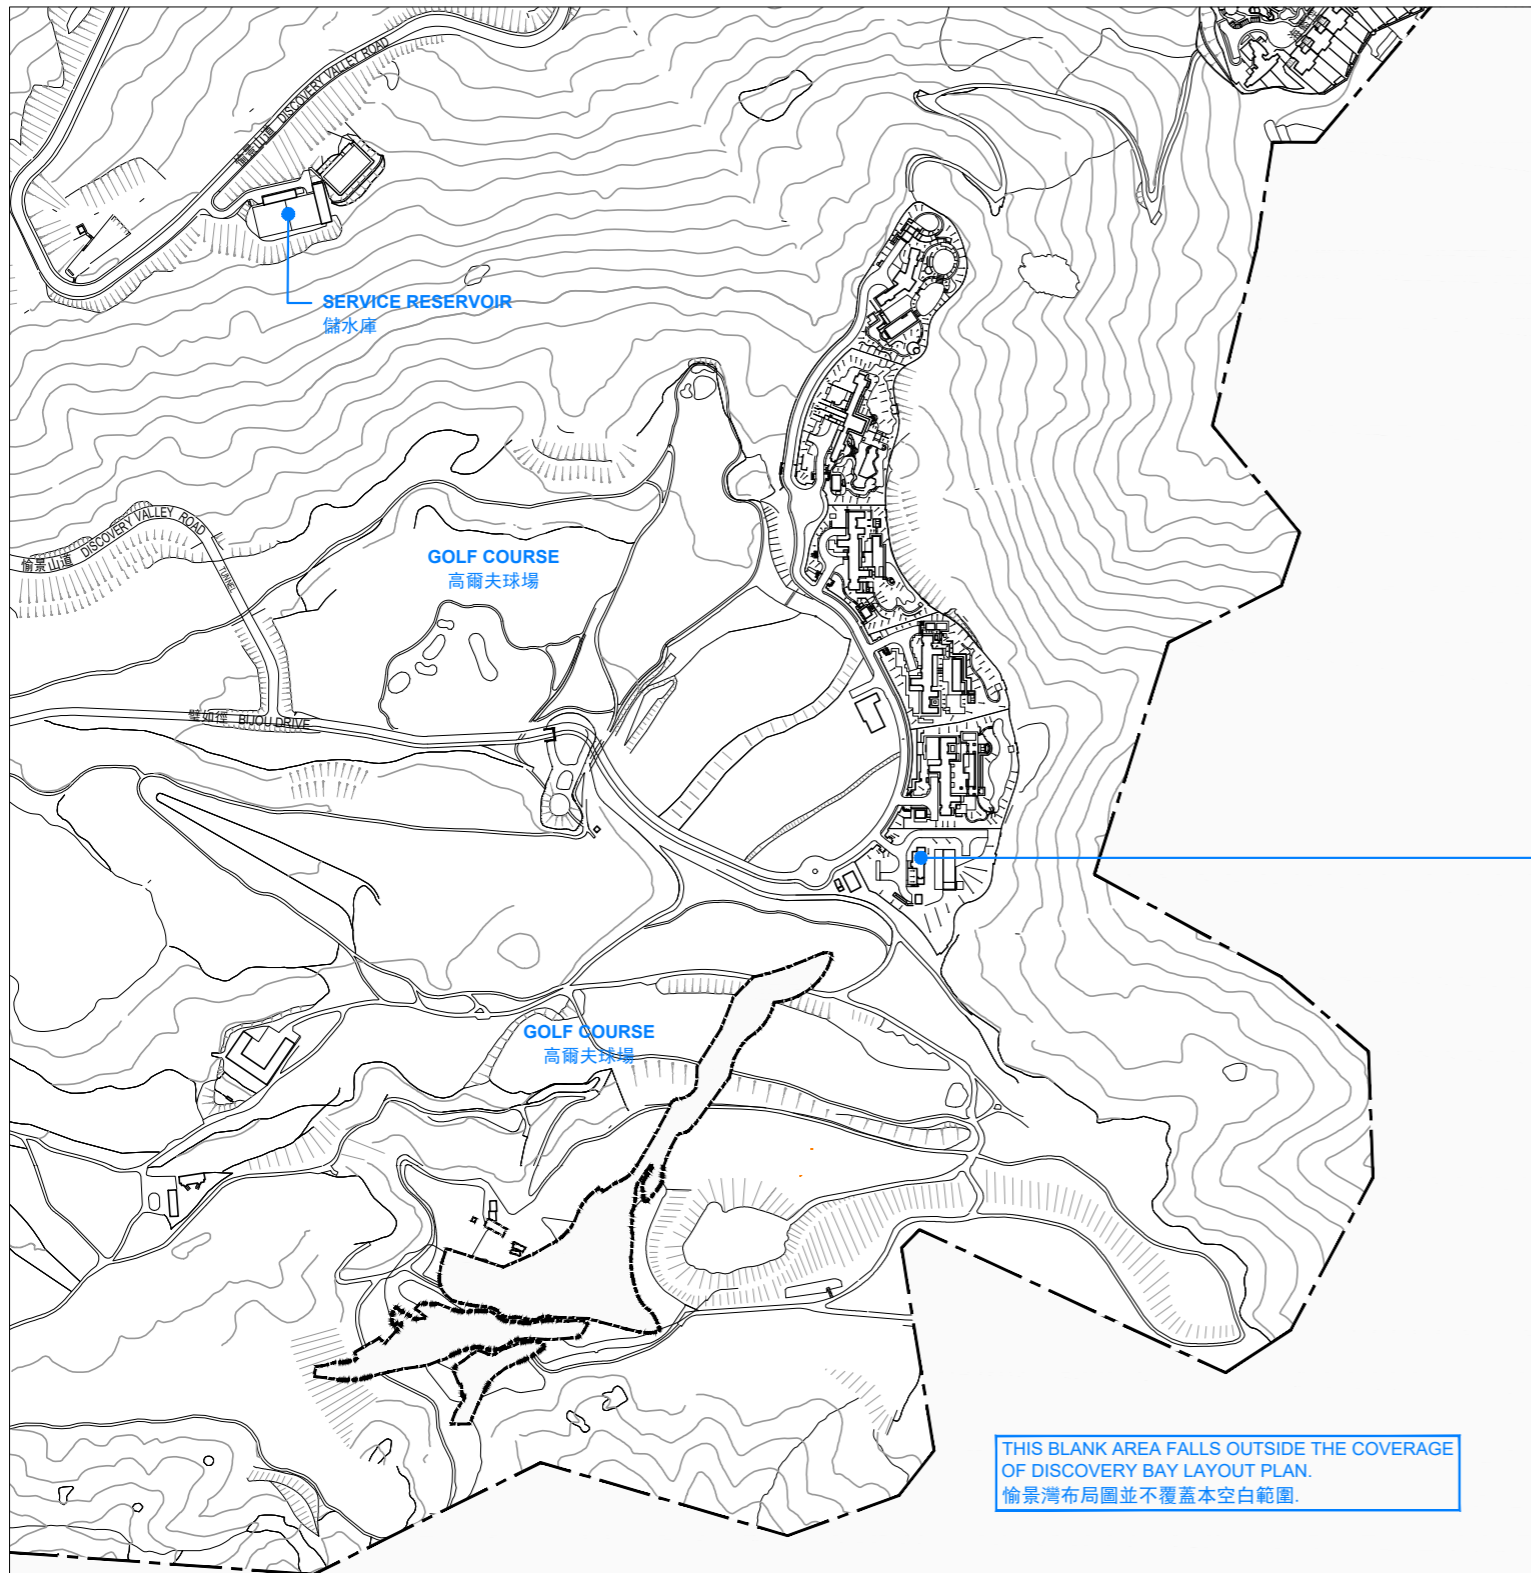 愉景山道 DISCOVERY VALLEY ROAD
SERVICE RESERVOIR
儲水庫
愉景山道 DISCOVERY VALLEY ROAD
TUNNEL
GOLF COURSE
高爾夫球場
璧如徑 BIJOU DRIVE
GOLF COURSE
高爾夫球場
THIS BLANK AREA FALLS OUTSIDE THE COVERAGE
OF DISCOVERY BAY LAYOUT PLAN.
愉景灣布局圖並不覆蓋本空白範圍.